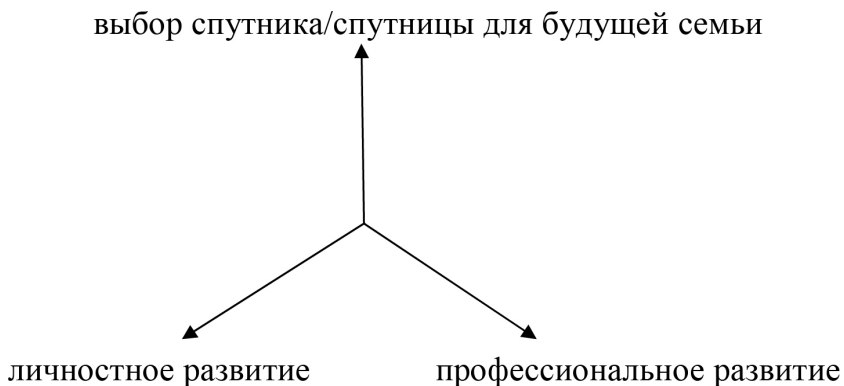 выбор спутника/спутницы для будущей семьи
личностное развитие
профессиональное развитие